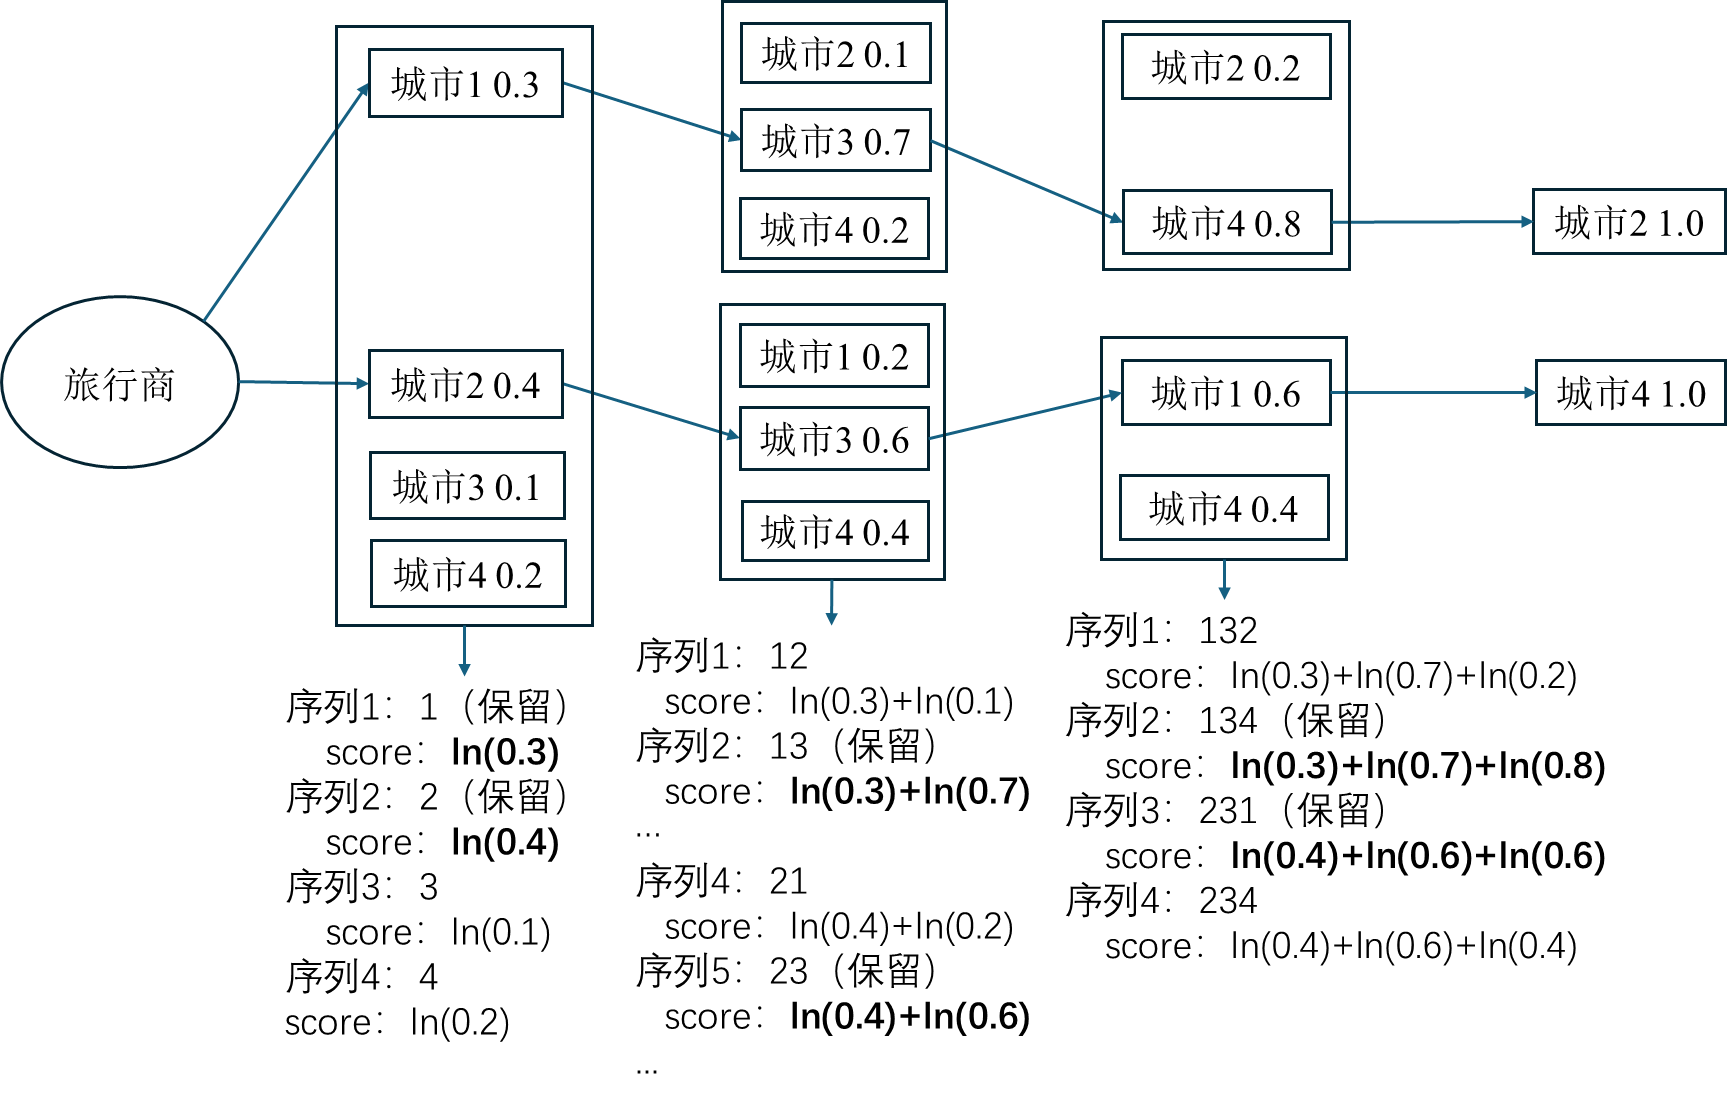 旅行商
城市1 0.3
城市2 0.4
城市3 0.1
城市4 0.2
序列1：1（保留）
score：ln(0.3)
序列2：2（保留）
score：ln(0.4)
序列3：3
score：ln(0.1)
序列4：4
score：ln(0.2)
城市2 0.1
城市3 0.7
城市4 0.2
城市1 0.2
城市3 0.6
城市4 0.4
序列1：12
score：ln(0.3)+ln(0.1)
序列2：13（保留）
score：ln(0.3)+ln(0.7)
...
序列4：21
score：ln(0.4)+ln(0.2)
序列5：23（保留）
score：ln(0.4)+ln(0.6)
...
城市2 0.2
城市4 0.8
城市1 0.6
城市4 0.4
序列1：132
score：ln(0.3)+ln(0.7)+ln(0.2)
序列2：134（保留）
score：ln(0.3)+ln(0.7)+ln(0.8)
序列3：231（保留）
score：ln(0.4)+ln(0.6)+ln(0.6)
序列4：234
score：ln(0.4)+ln(0.6)+ln(0.4)
城市2 1.0
城市4 1.0